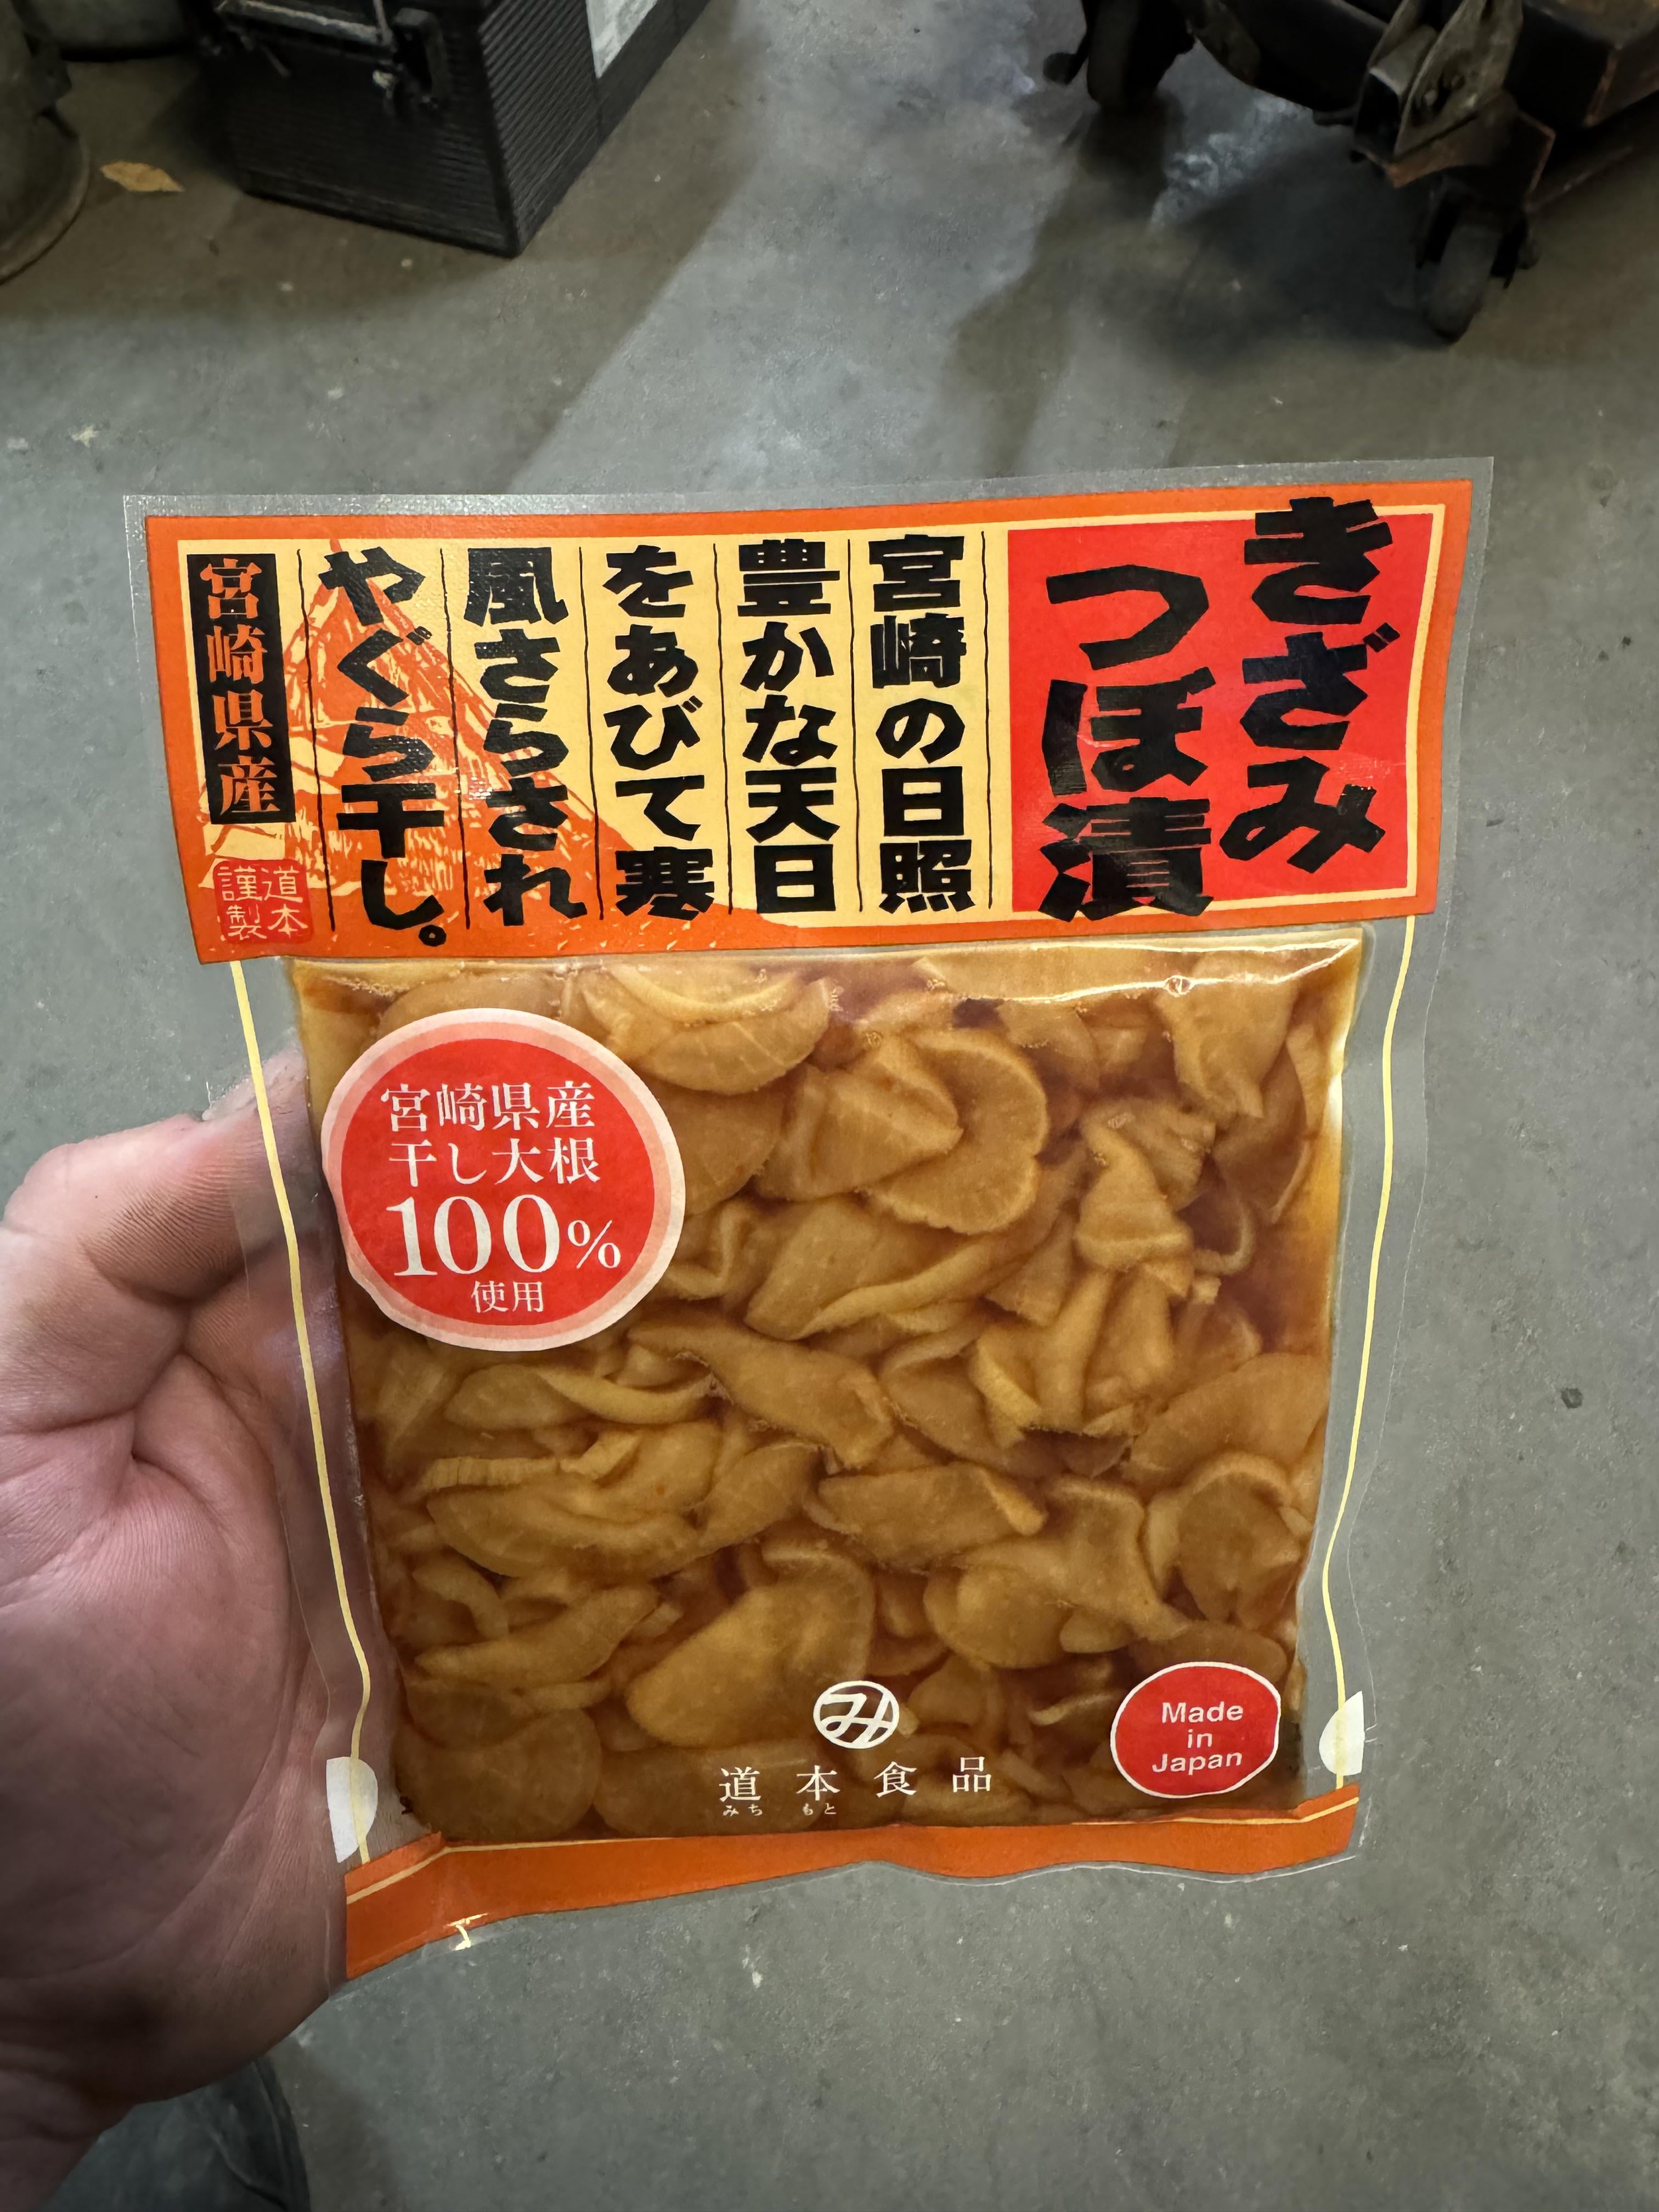 きざみ
つぼ漬
宮崎の日照
豊かな天日
をあびて寒
風さらされ
やぐら干し。
宮崎県産
道本
謹製
宮崎県産
干し大根
100%
使用
み
道本食品
みち もと
Made
in
Japan